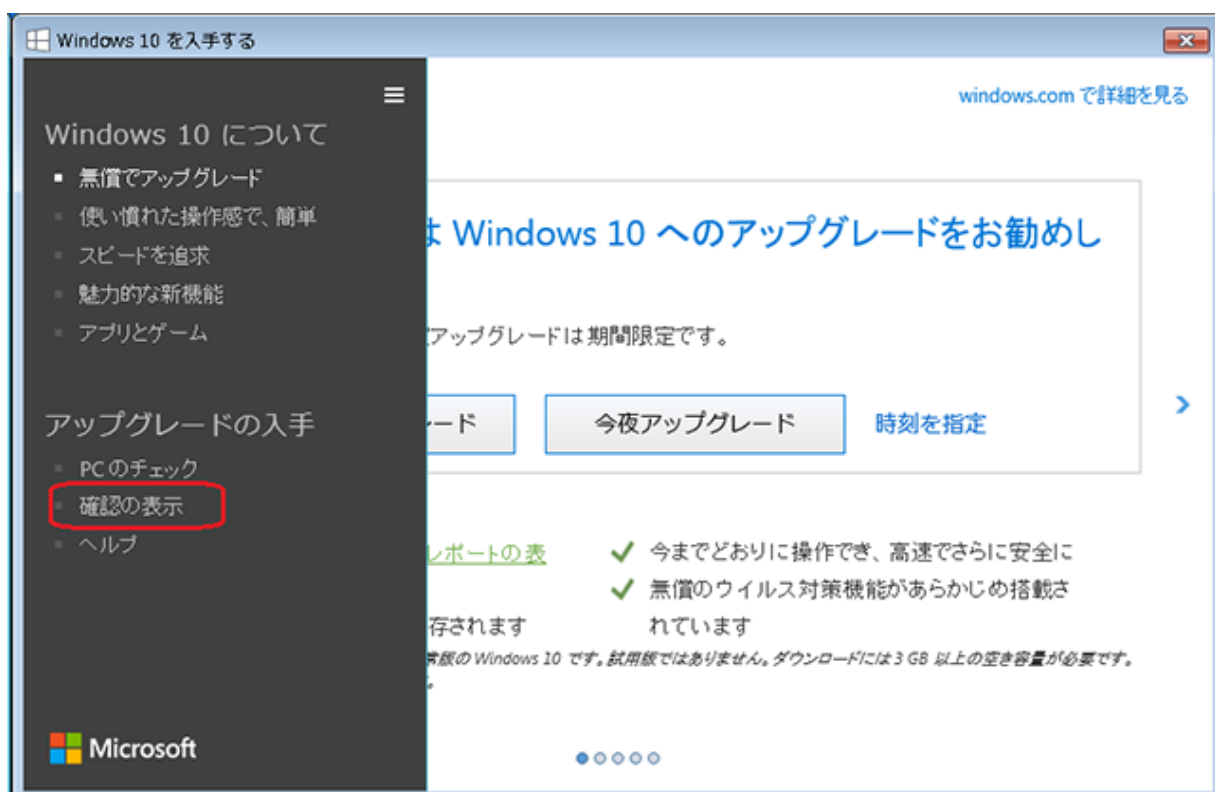 Windows 10 を入手する
windows.com で詳細を見る
Windows 10 について
無償でアップグレード
使い慣れた操作感で、簡単
スピードを追求
魅力的な新機能
アプリとゲーム
アップグレードの入手
PC のチェック
確認の表示
ヘルプ
Microsoft
は Windows 10 へのアップグレードをお勧めし
アップグレードは期間限定です。
ード
今夜アップグレード
時刻を指定
レポートの表
存されます
今までどおりに操作でき、高速でさらに安全に
無償のウイルス対策機能があらかじめ搭載さ
れています
常版の Windows 10 です。試用版ではありません。ダウンロードには 3 GB 以上の空き容量が必要です。